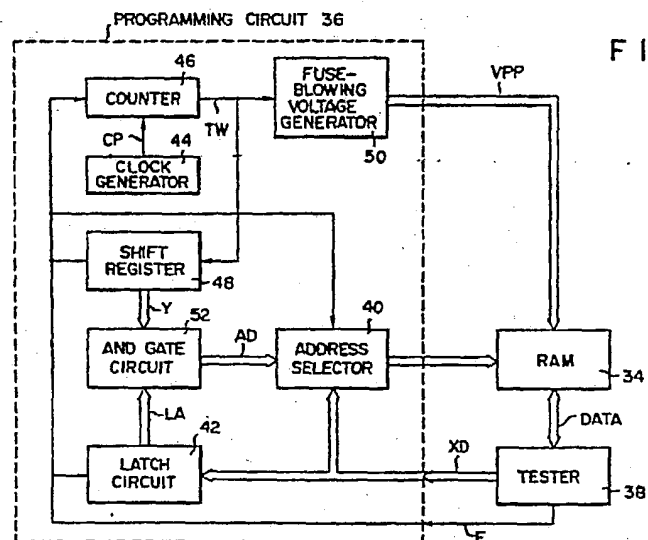 PROGRAMMING CIRCUIT 36
F I
46
COUNTER
TW
FUSE-
BLOWING
VOLTAGE
GENERATOR
50
VPP
CP
44
CLOCK
GENERATOR
SHIFT
REGISTER
48
Y
52
AND GATE
CIRCUIT
AD
40
ADDRESS
SELECTOR
RAM
34
LA
42
LATCH
CIRCUIT
XD
DATA
TESTER
38